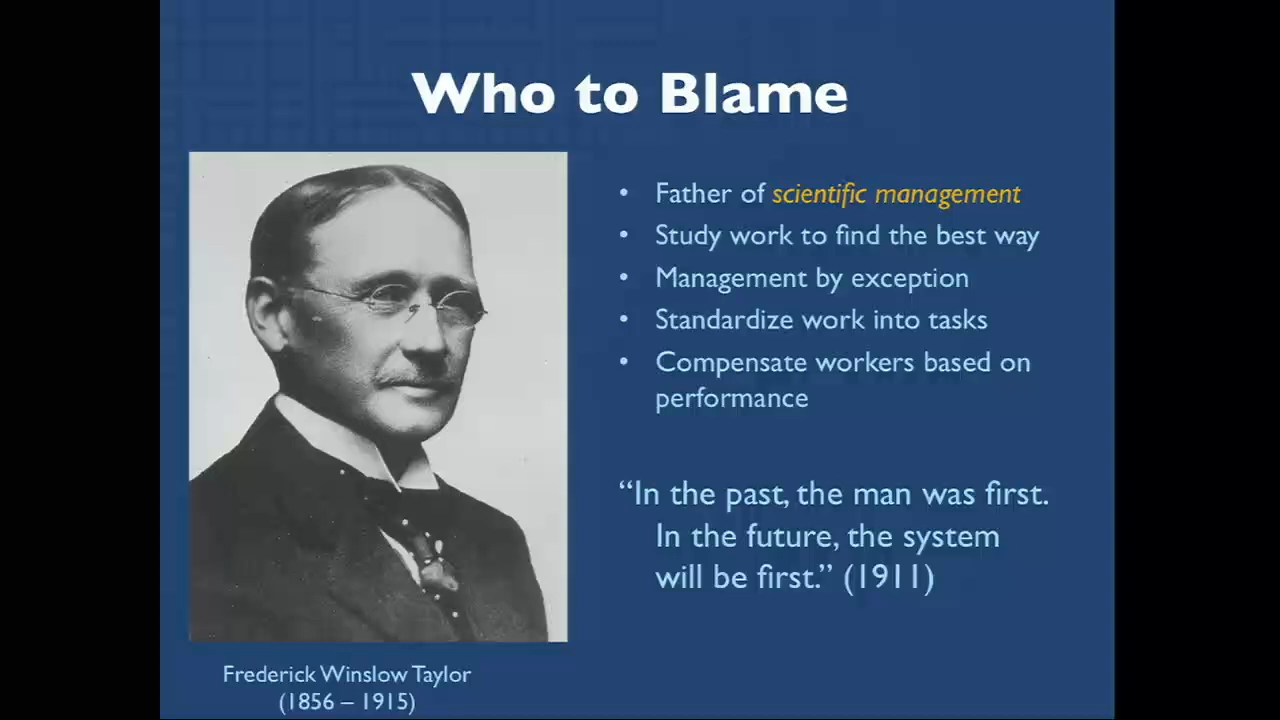 Who to Blame
• Father of scientific management
• Study work to find the best way
• Management by exception
• Standardize work into tasks
• Compensate workers based on
performance
“In the past, the man was first.
In the future, the system
will be first.” (1911)
Frederick Winslow Taylor
(1856 – 1915)